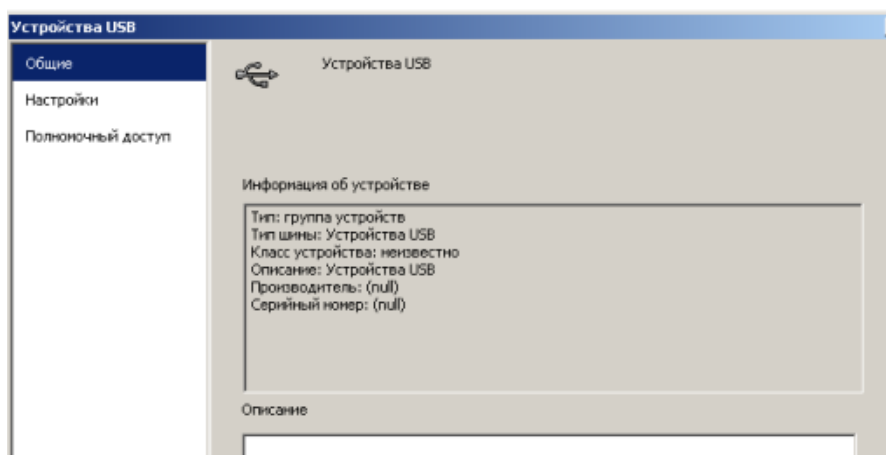 Устройства USB
Общие
Настройки
Полномочный доступ
Устройства USB
Информация об устройстве
Тип: группа устройств
Тип шины: Устройства USB
Класс устройства: неизвестно
Описание: Устройства USB
Производитель: (null)
Серийный номер: (null)
Описание